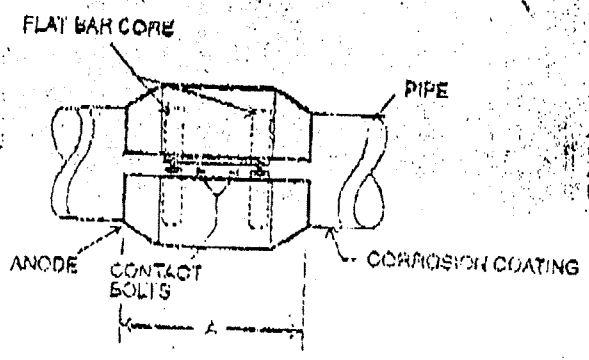 FLAT BAR CORE
PIPE
ANODE
CONTACT
BOLTS
CORROSION COATING
A